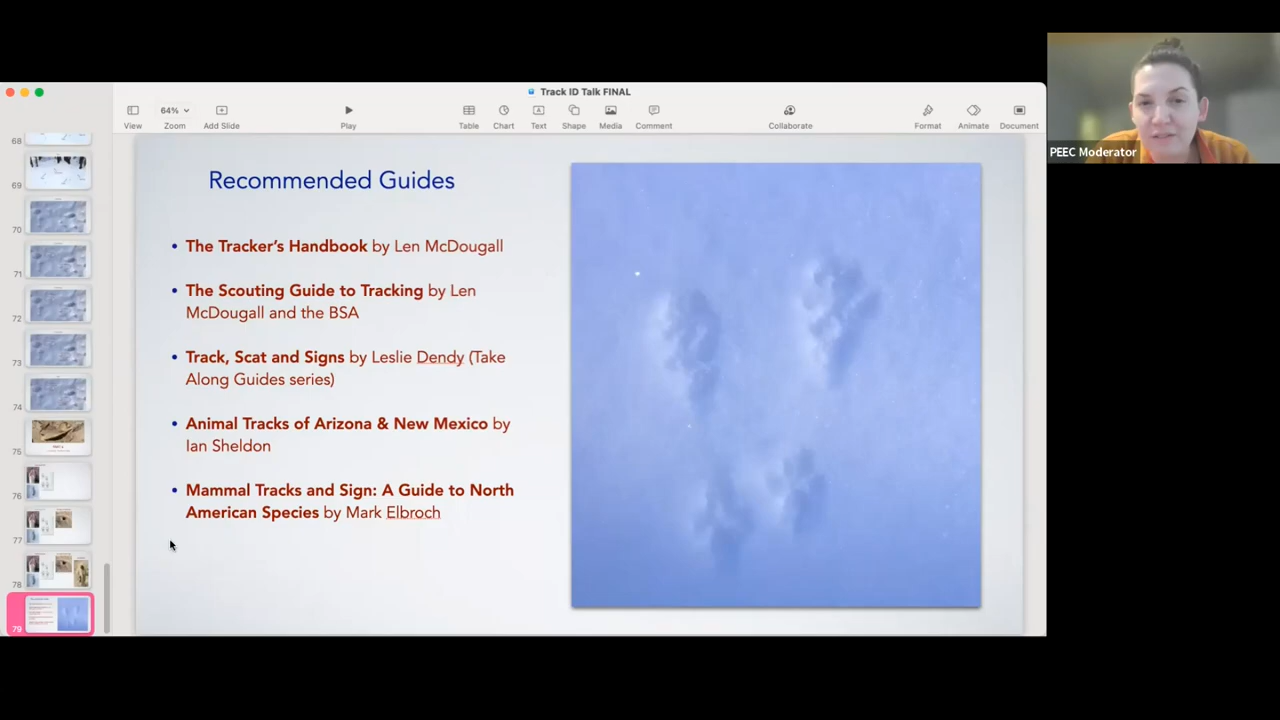 Track ID Talk FINAL
64%
View
Zoom
Add Slide
Play
Table
Chart
Text
Shape
Media
Comment
Collaborate
Format
Animate
Document
PEEC Moderator
68
69
70
71
72
73
74
75
76
77
78
79
Recommended Guides
• The Tracker's Handbook by Len McDougall
• The Scouting Guide to Tracking by Len
McDougall and the BSA
• Track, Scat and Signs by Leslie Dendy (Take
Along Guides series)
• Animal Tracks of Arizona & New Mexico by
Ian Sheldon
• Mammal Tracks and Sign: A Guide to North
American Species by Mark Elbroch